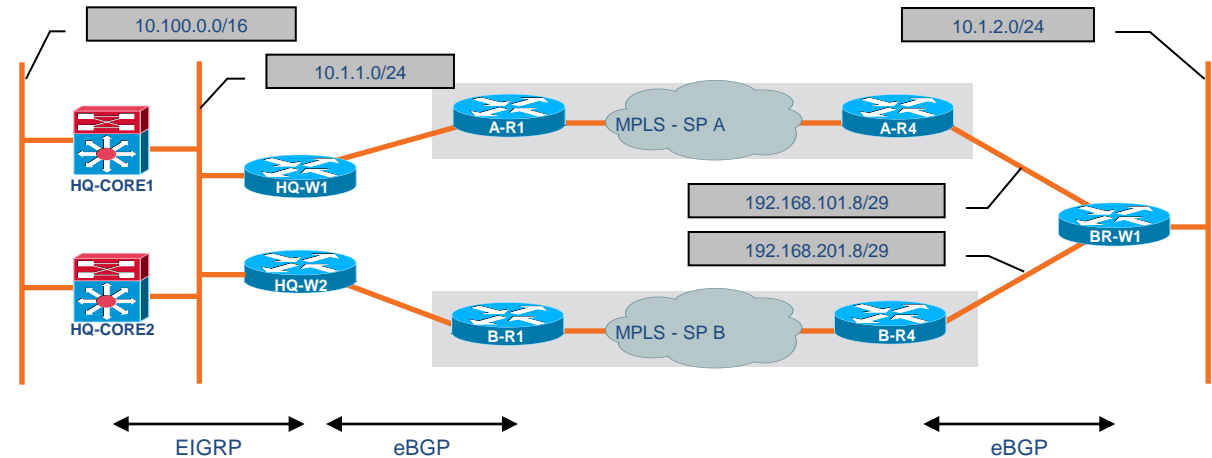 10.100.0.0/16
10.1.2.0/24
10.1.1.0/24
A-R1
MPLS - SP A
A-R4
HQ-CORE1
HQ-W1
192.168.101.8/29
BR-W1
192.168.201.8/29
HQ-W2
HQ-CORE2
B-R1
MPLS - SP B
B-R4
EIGRP
eBGP
eBGP